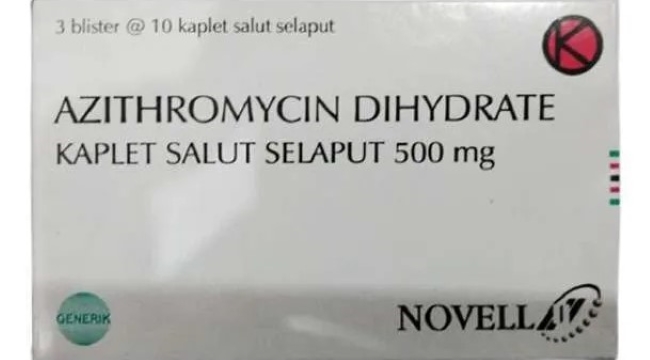 3 blister @ 10 kaplet salut selaput
K
AZITHROMYCIN DIHYDRATE
KAPLET SALUT SELAPUT 500 mg
GENERIK
NOVELL